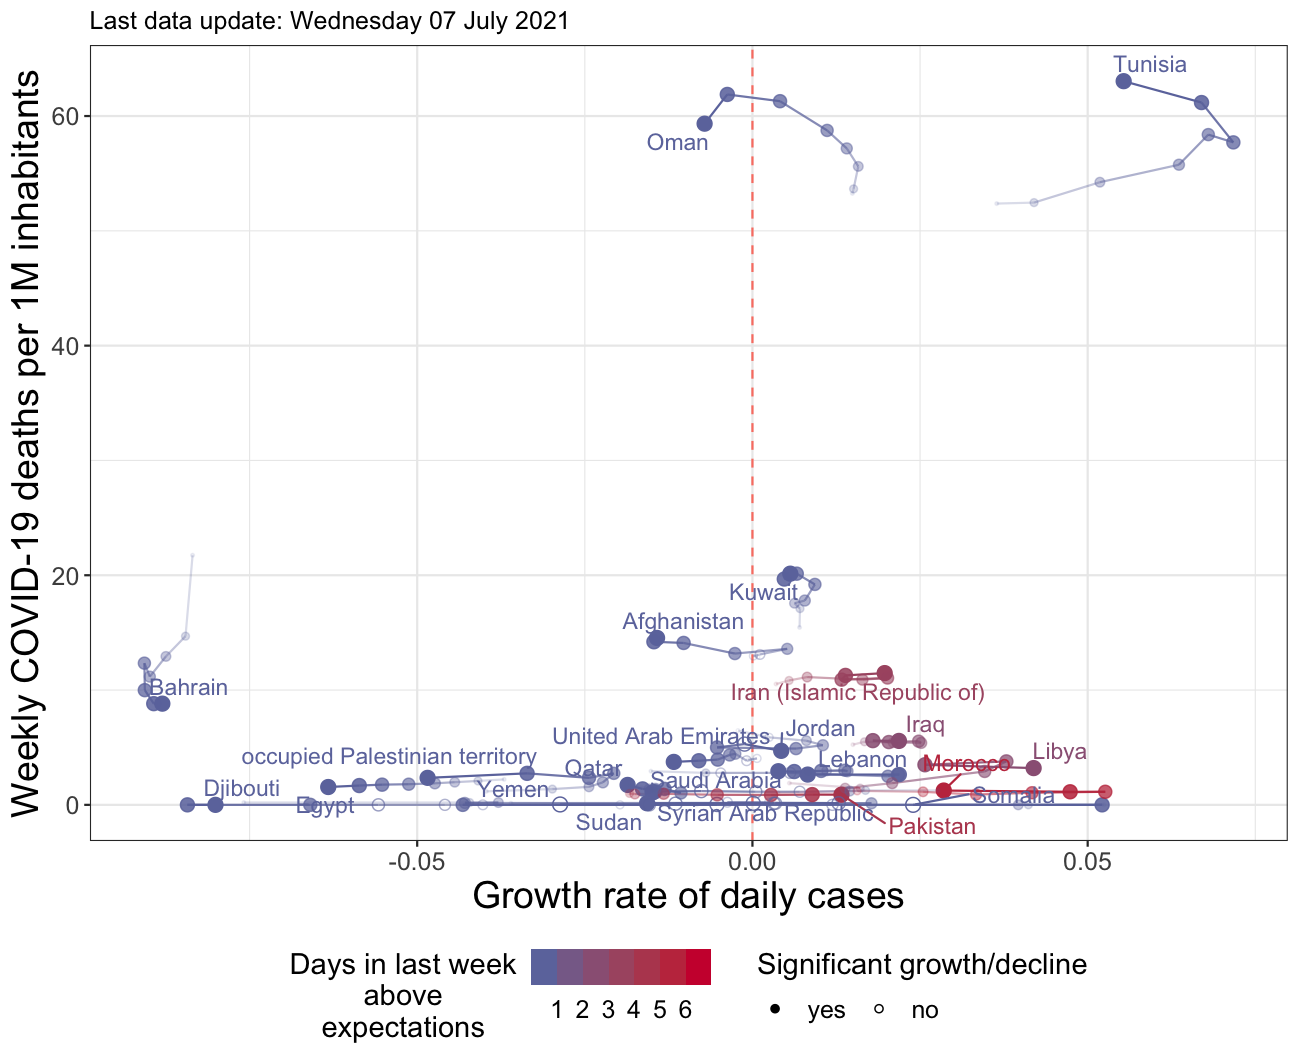 Last data update: Wednesday 07 July 2021
Weekly COVID-19 deaths per 1M inhabitants
60
40
20
0
Tunisia
Oman
Kuwait
Afghanistan
Bahrain
Iran (Islamic Republic of)
Iraq
Jordan
United Arab Emirates
Libya
occupied Palestinian territory
Qatar
Lebanon
Morocco
Saudi Arabia
Djibouti
Yemen
Somalia
Egypt
Syrian Arab Republic
Sudan
Pakistan
-0.05
0.00
0.05
Growth rate of daily cases
Days in last week
above
expectations
1 2 3 4 5 6
Significant growth/decline
yes no